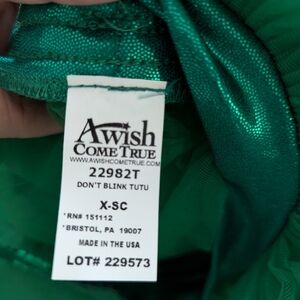 A wish
COME TRUE
WWW.AWISHCOMETRUE.COM
22982T
DON'T BLINK TUTU
X-SC
*RN# 151112
*BRISTOL, PA 19007
MADE IN THE USA
LOT# 229573